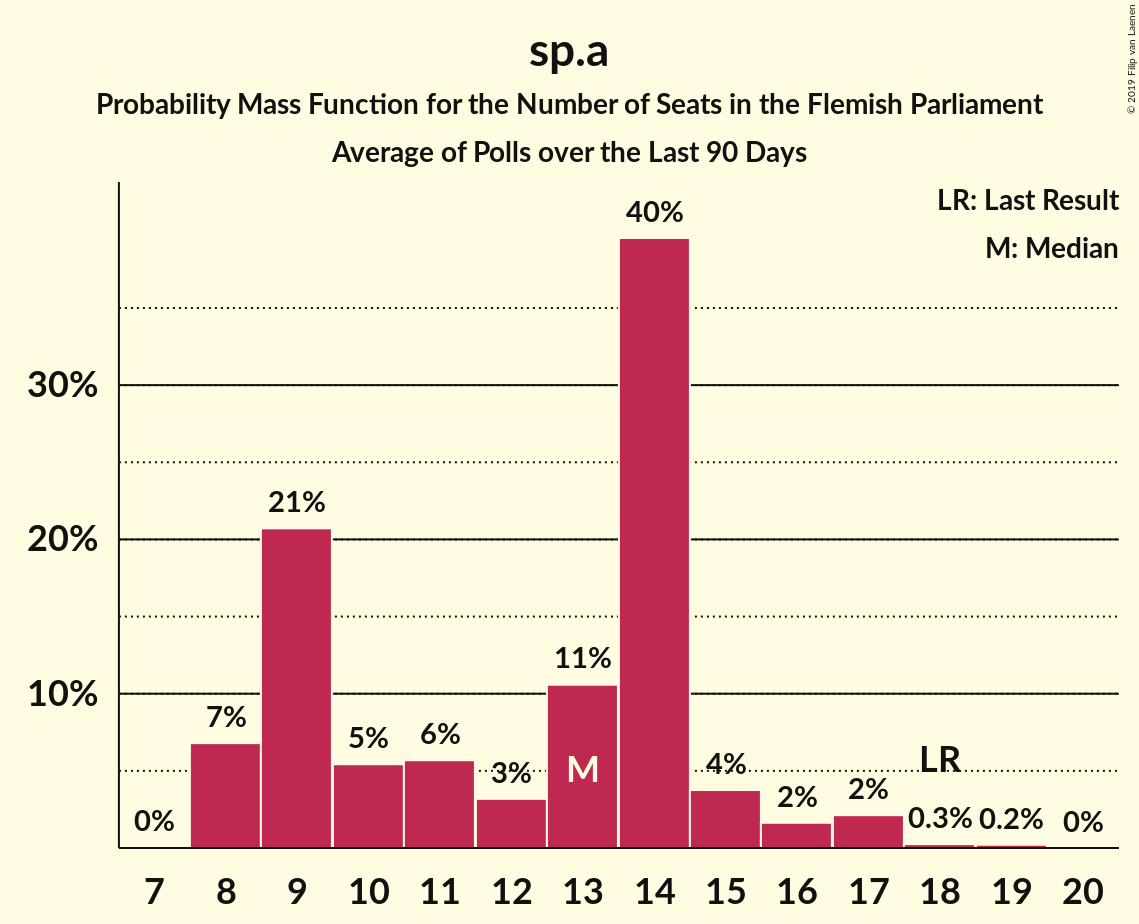 © 2019 Filip van Laenen
sp.a
Probability Mass Function for the Number of Seats in the Flemish Parliament
Average of Polls over the Last 90 Days
LR: Last Result
M: Median
40%
30%
21%
20%
11%
10%
7%
6%
5%
3%
M
4%
LR
2%
2%
0%
0.3%
0.2%
0%
7 8 9 10 11 12 13 14 15 16 17 18 19 20